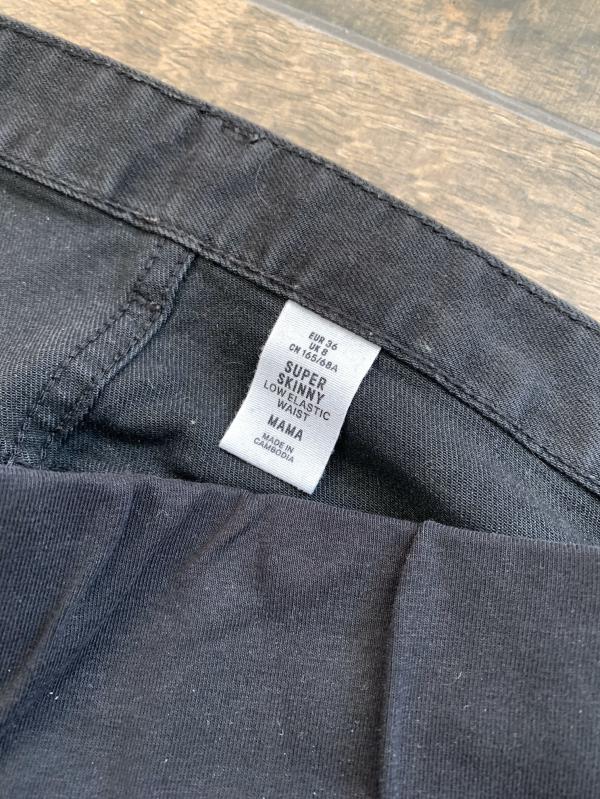 EUR 36
UK 8
CN 165/68A
SUPER
SKINNY
LOW ELASTIC
WAIST
MAMA
MADE IN
CAMBODIA